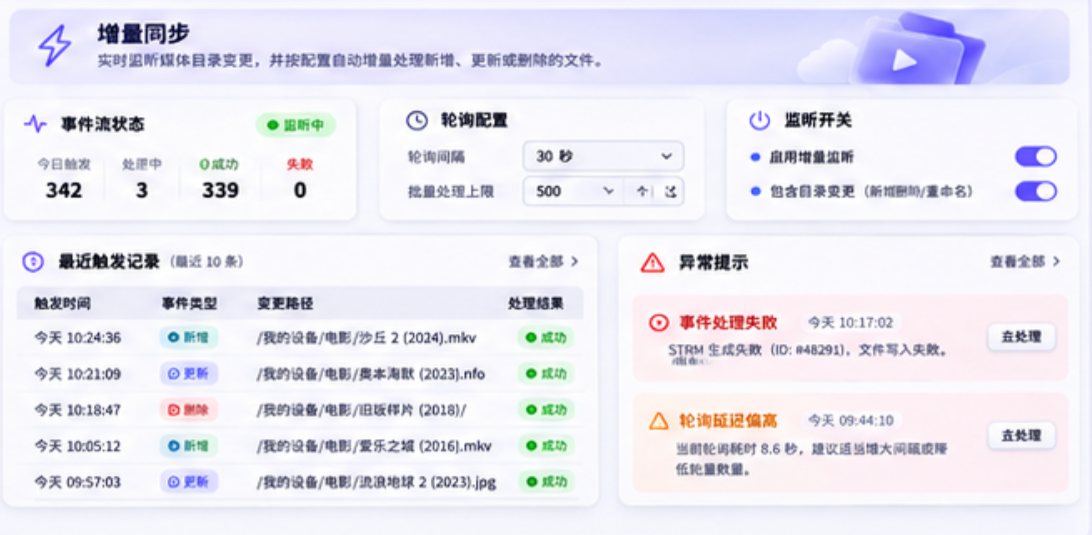 增量同步
实时监听媒体目录变更，并按配置自动增量处理新增、更新或删除的文件。
事件流状态
监听中
今日触发 处理中 成功 失败
342 3 339 0
轮询配置
轮询间隔 30 秒
批量处理上限 500
监听开关
启用增量监听
包含目录变更（新增删除/重命名）
最近触发记录（最近 10 条） 查看全部 >
触发时间 事件类型 变更路径 处理结果
今天 10:24:36 新增 /我的设备/电影/沙丘 2 (2024).mkv 成功
今天 10:21:09 更新 /我的设备/电影/奥本海默 (2023).nfo 成功
今天 10:18:47 删除 /我的设备/电影/旧版样片 (2018)/ 成功
今天 10:05:12 新增 /我的设备/电影/爱乐之城 (2016).mkv 成功
今天 09:57:03 更新 /我的设备/电影/流浪地球 2 (2023).jpg 成功
异常提示 查看全部 >
事件处理失败 今天 10:17:02
STRM 生成失败（ID: #48291)，文件写入失败。
去处理
轮询延迟偏高 今天 09:44:10
当前轮询耗时 8.6 秒，建议适当增大间隔或降
低批量数量。
去处理